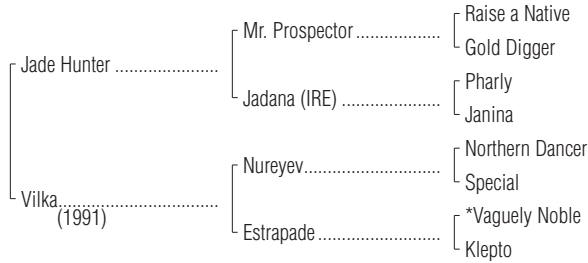 Raise a Native
Mr. Prospector ..................
Gold Digger
Jade Hunter ......................
Pharly
Jadana (IRE) .....................
Janina
Northern Dancer
Nureyev...........................
Special
Vilka..................................
(1991)
*Vaguely Noble
Estrapade .........................
Klepto